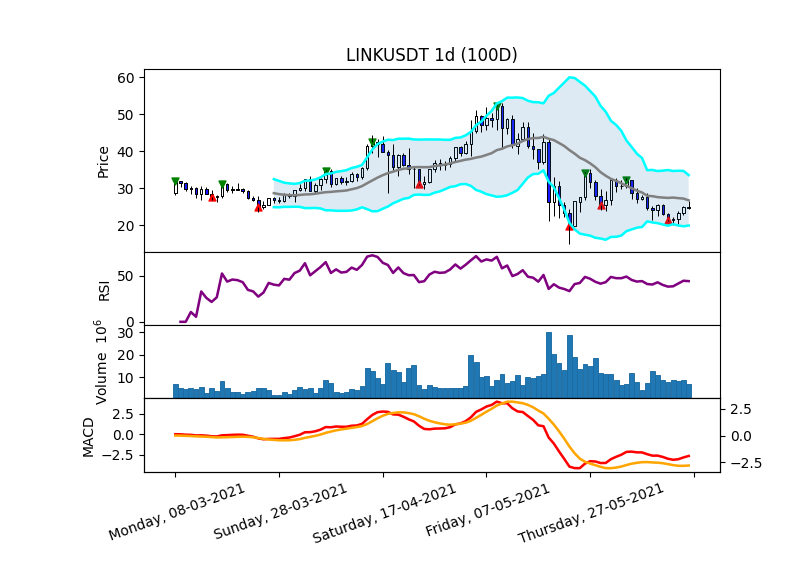 LINKUSDT 1d (100D)
60
50
40
30
20
Price
50
0
RSI
30
20
10
Volume 10^6
2.5
0.0
−2.5
MACD
2.5
0.0
−2.5
Monday, 08-03-2021
Sunday, 28-03-2021
Saturday, 17-04-2021
Friday, 07-05-2021
Thursday, 27-05-2021